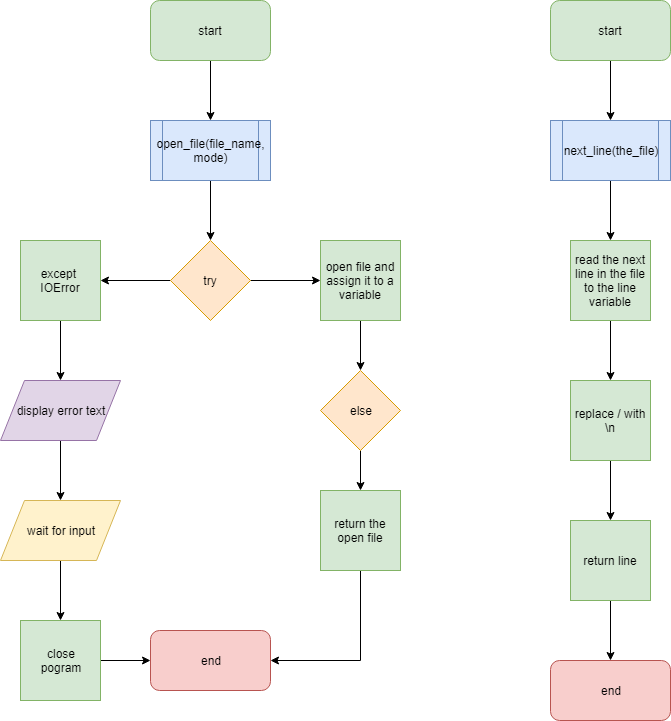 start
open_file(file_name,
mode)
try
except
IOError
open file and
assign it to a
variable
display error text
else
wait for input
return the
open file
close
pogram
end
start
next_line(the_file)
read the next
line in the file
to the line
variable
replace / with
\n
return line
end